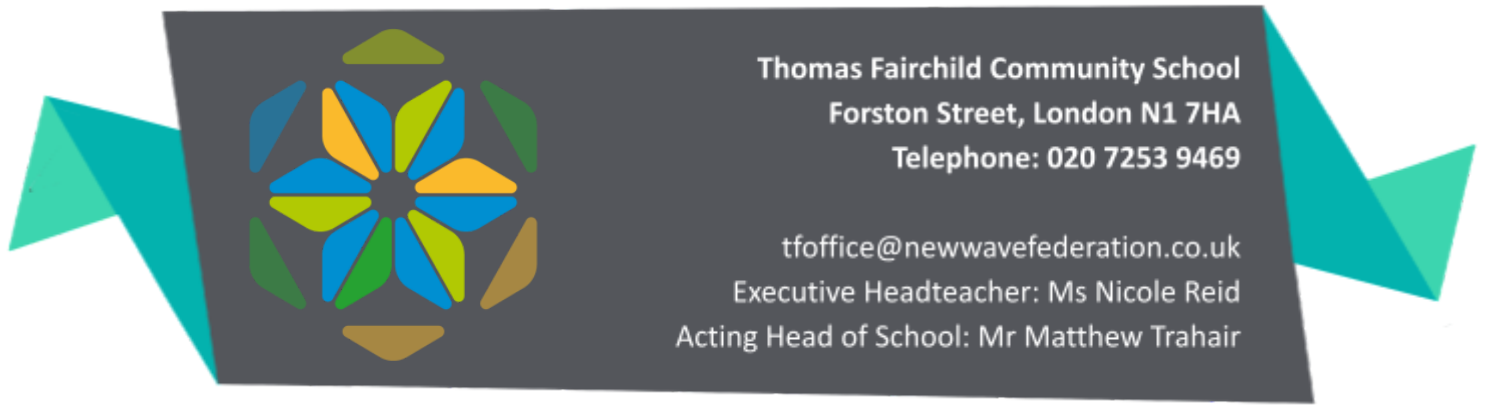 Thomas Fairchild Community School
Forston Street, London N1 7HA
Telephone: 020 7253 9469
tfoffice@newwavefederation.co.uk
Executive Headteacher: Ms Nicole Reid
Acting Head of School: Mr Matthew Trahair